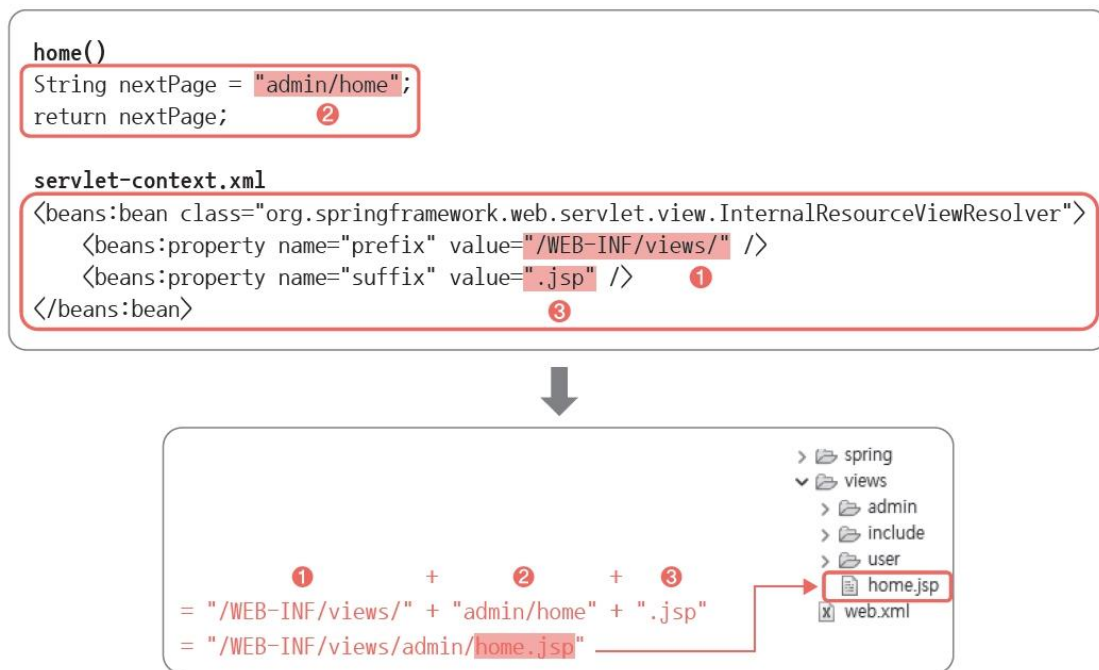 home()
String nextPage = "admin/home";
return nextPage;
❷
servlet-context.xml
<beans:bean class="org.springframework.web.servlet.view.InternalResourceViewResolver">
<beans:property name="prefix" value="/WEB-INF/views/" />
<beans:property name="suffix" value=".jsp" />
❶
</beans:bean>
❸
spring
views
admin
include
user
home.jsp
web.xml
❶ + ❷ + ❸
= "/WEB-INF/views/" + "admin/home" + ".jsp"
= "/WEB-INF/views/admin/home.jsp"